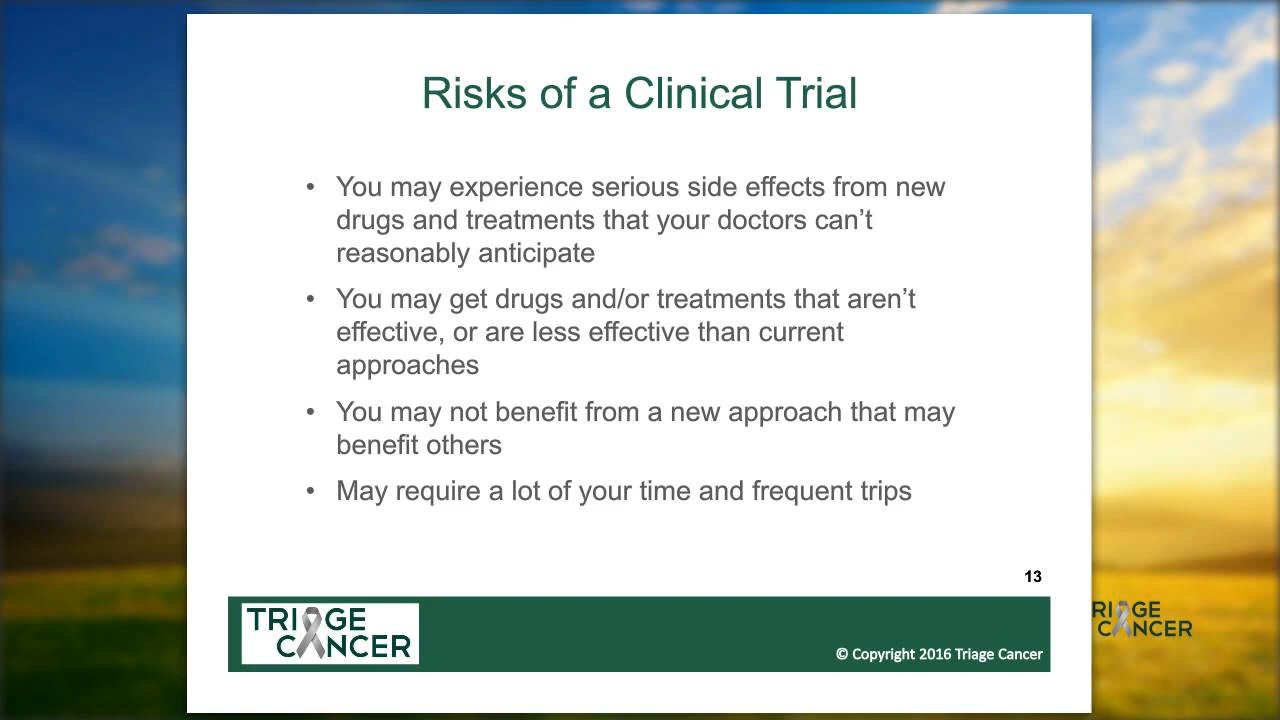 Risks of a Clinical Trial
• You may experience serious side effects from new
drugs and treatments that your doctors can’t
reasonably anticipate
• You may get drugs and/or treatments that aren’t
effective, or are less effective than current
approaches
• You may not benefit from a new approach that may
benefit others
• May require a lot of your time and frequent trips
13
TRIAGE
CANCER
© Copyright 2016 Triage Cancer
RIAGE
CANCER